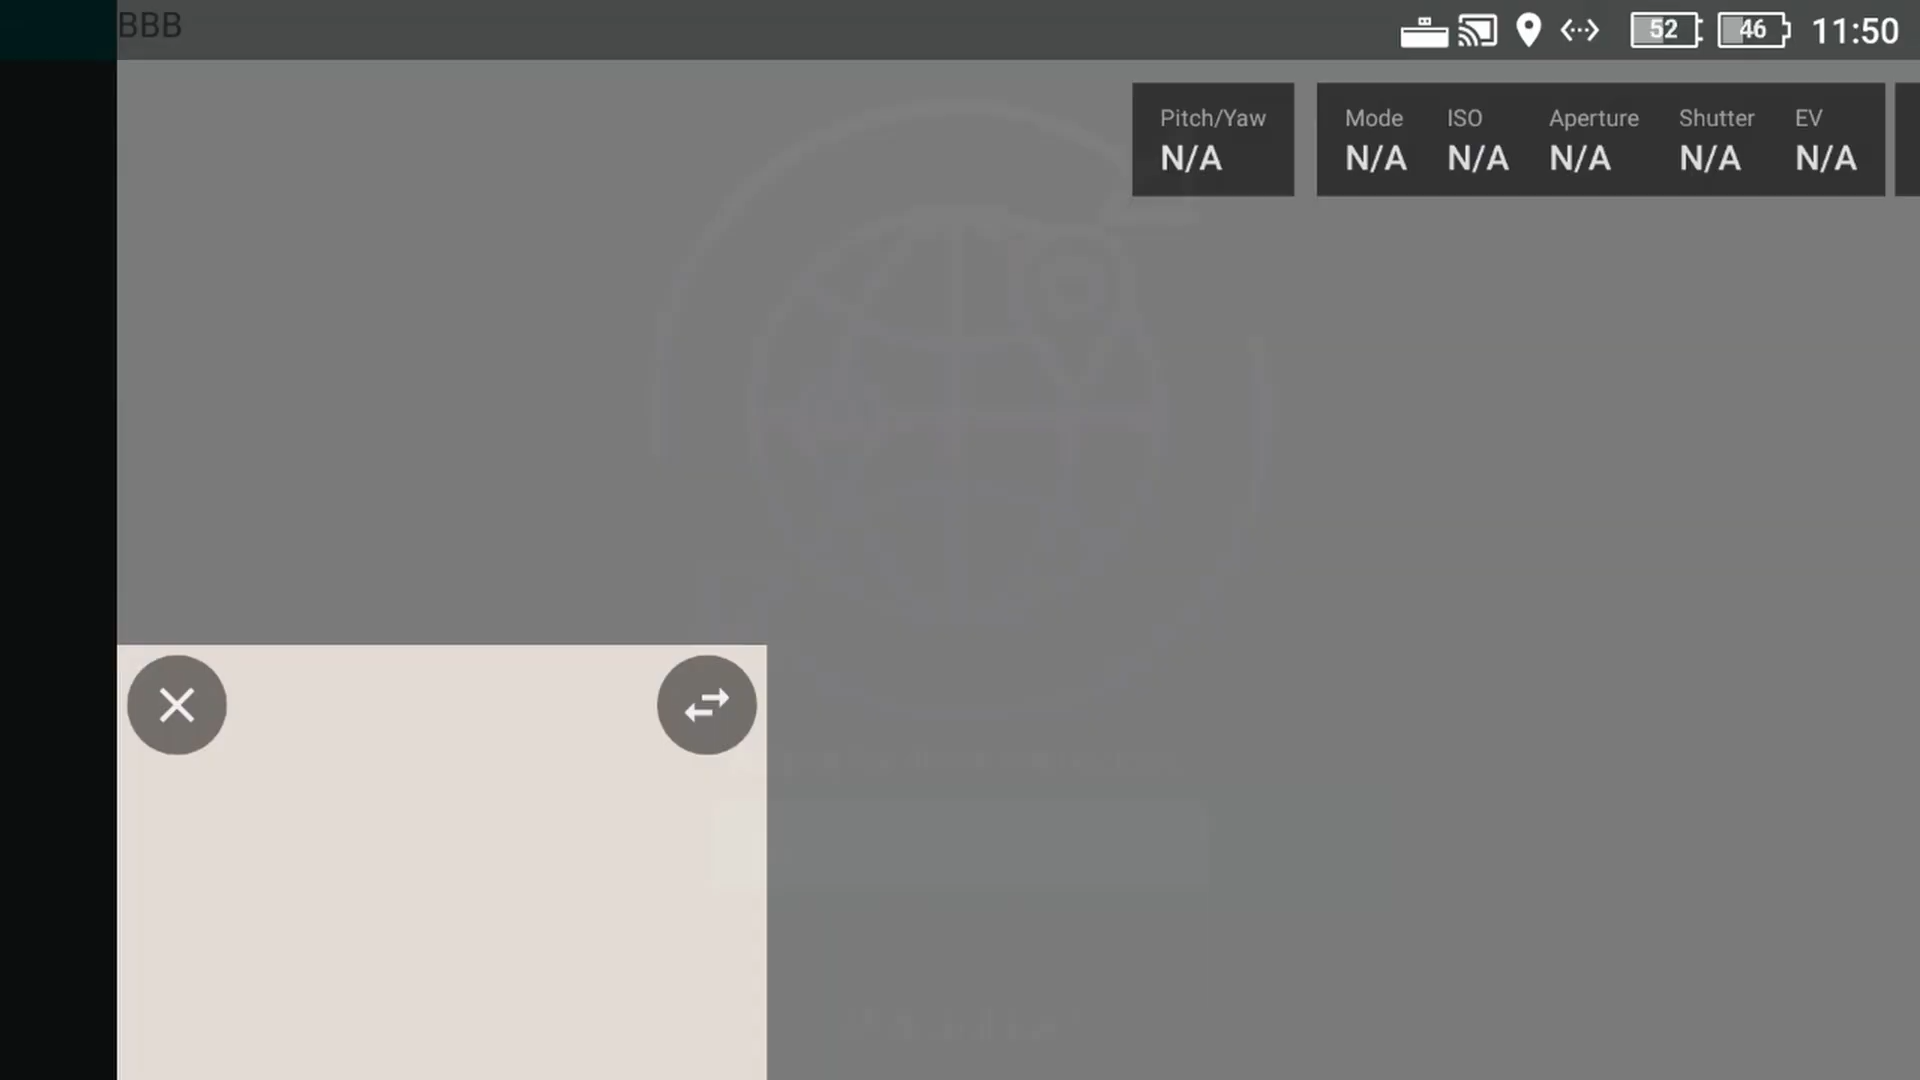 BBB
52 46 11:50
Pitch/Yaw Mode ISO Aperture Shutter EV
N/A N/A N/A N/A N/A N/A